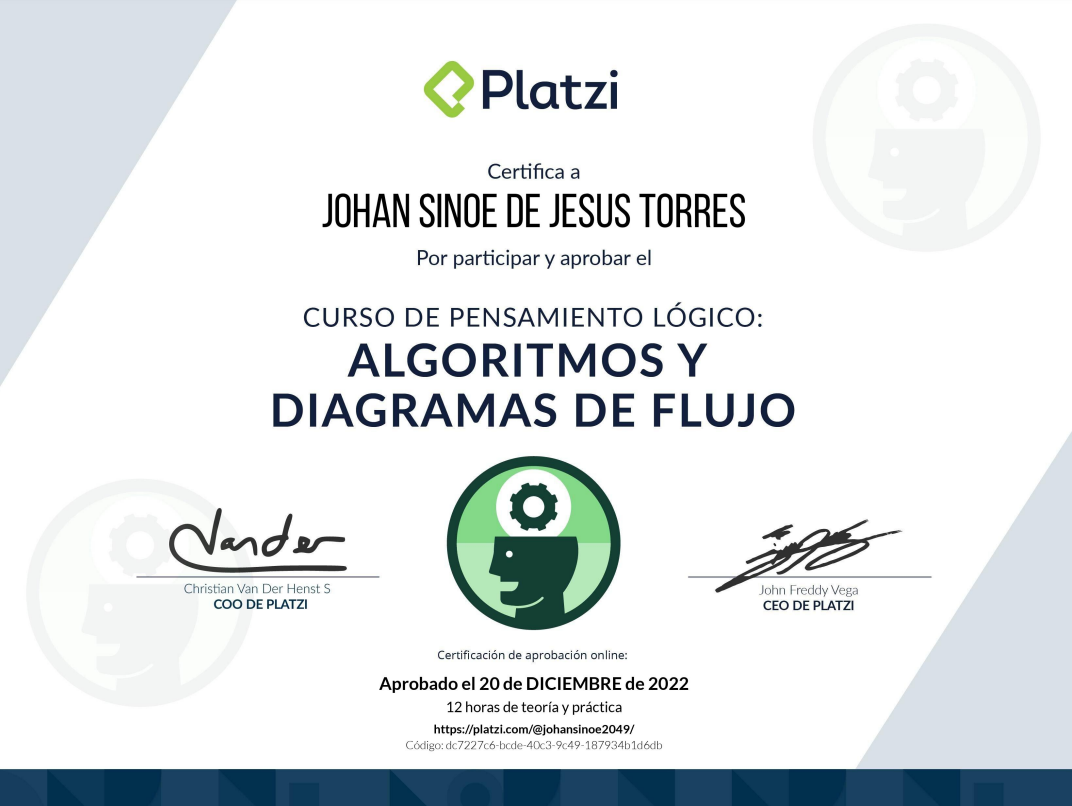 Platzi
Certifica a
JOHAN SINOE DE JESUS TORRES
Por participar y aprobar el
CURSO DE PENSAMIENTO LÓGICO:
ALGORITMOS Y
DIAGRAMAS DE FLUJO
Vander
Christian Van Der Henst S
COO DE PLATZI
John Freddy Vega
CEO DE PLATZI
Certificación de aprobación online:
Aprobado el 20 de DICIEMBRE de 2022
12 horas de teoría y práctica
https://platzi.com/@johansinoe2049/
Código: dc7227c6-bcde-40c3-9c49-187934b1d6db